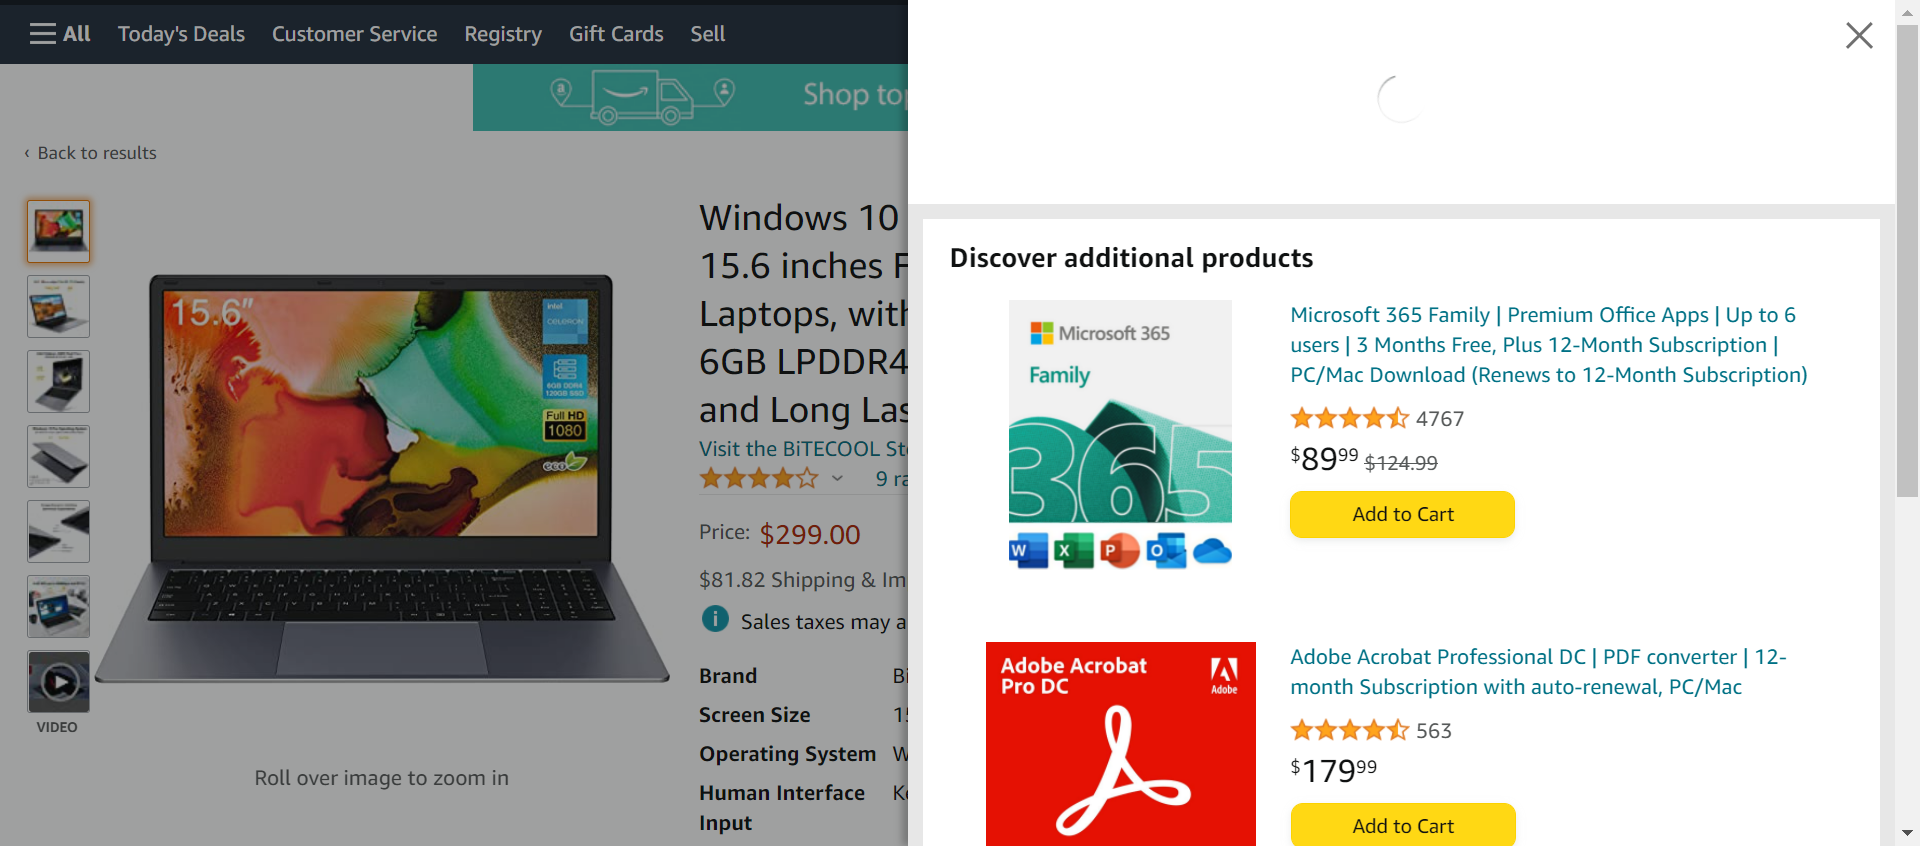 All
Today's Deals
Customer Service
Registry
Gift Cards
Sell
Shop to
‹ Back to results
VIDEO
15.6"
intel
CELERON
6GB DDR4
120GB SSD
Full HD
1080
eco
Roll over image to zoom in
Windows 10
15.6 inches F
Laptops, with
6GB LPDDR4
and Long Las
Visit the BiTECOOL St
9 ra
Price: $299.00
$81.82 Shipping & Im
i Sales taxes may a
Brand Bi
Screen Size 15
Operating System W
Human Interface Ke
Input
Discover additional products
Microsoft 365
Family
365
W X P O
Microsoft 365 Family | Premium Office Apps | Up to 6
users | 3 Months Free, Plus 12-Month Subscription |
PC/Mac Download (Renews to 12-Month Subscription)
4767
$89 99 $124.99
Add to Cart
Adobe Acrobat
Pro DC
Adobe
Adobe Acrobat Professional DC | PDF converter | 12-
month Subscription with auto-renewal, PC/Mac
563
$179 99
Add to Cart